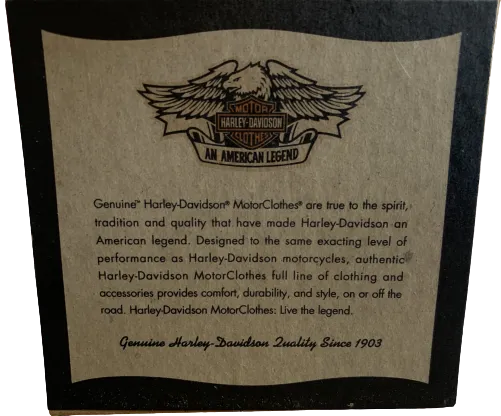 MOTOR
HARLEY-DAVIDSON
CLOTHES
AN AMERICAN LEGEND
Genuine™ Harley-Davidson® MotorClothes® are true to the spirit,
tradition and quality that have made Harley-Davidson an
American legend. Designed to the same exacting level of
performance as Harley-Davidson motorcycles, authentic
Harley-Davidson MotorClothes full line of clothing and
accessories provides comfort, durability, and style, on or off the
road. Harley-Davidson MotorClothes: Live the legend.
Genuine Harley-Davidson Quality Since 1903